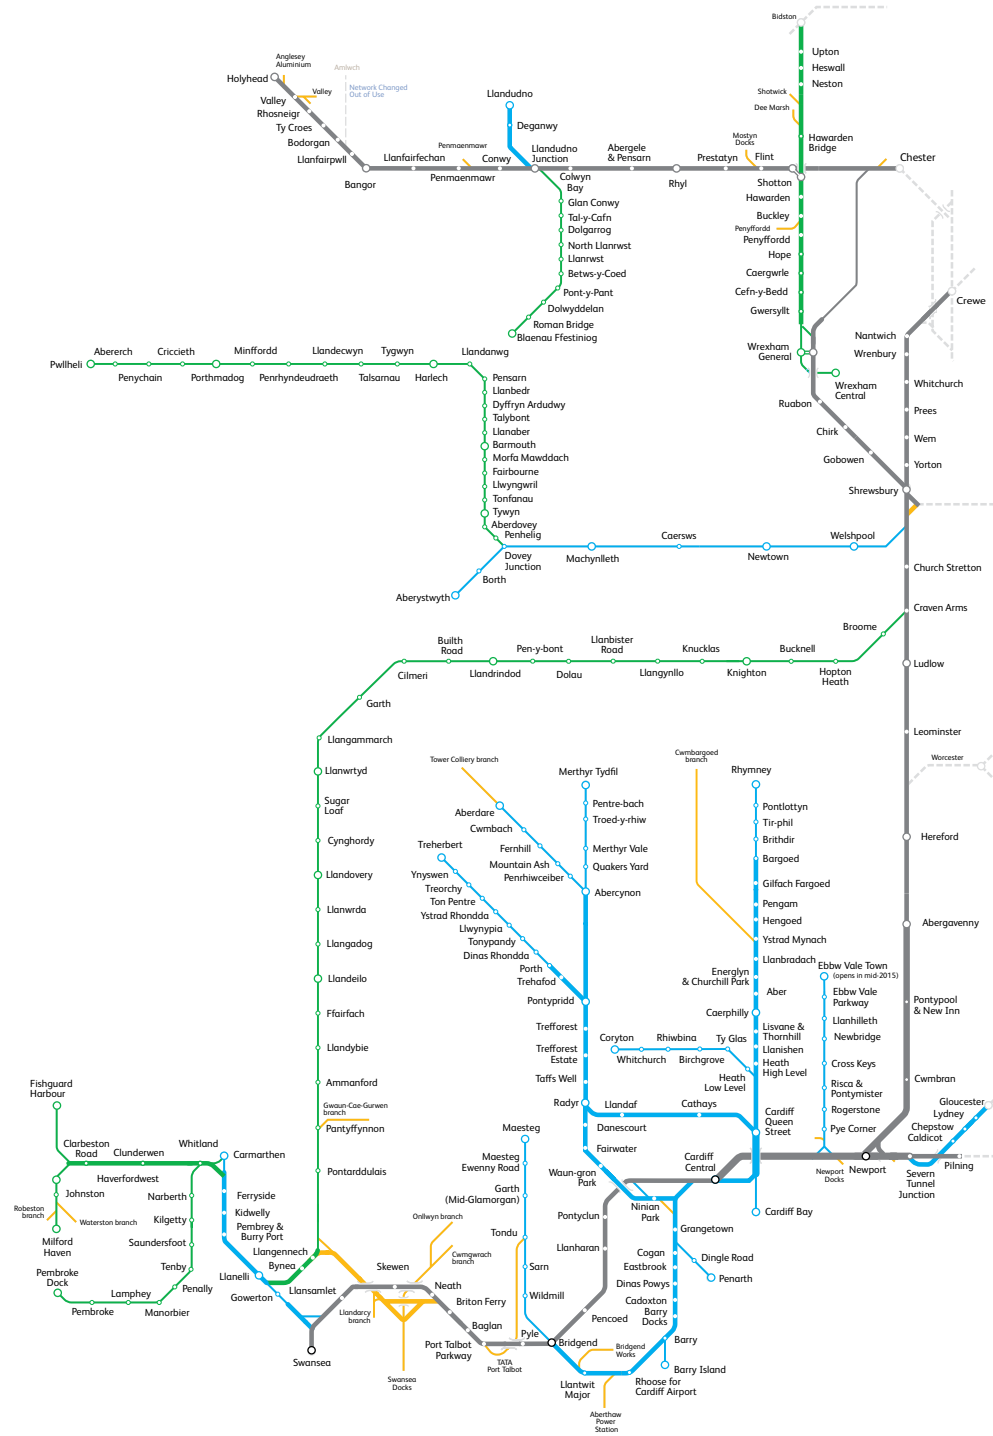 Bidston
Upton
Heswall
Neston
Shotwick
Dee Marsh
Hawarden
Bridge
Anglesey
Aluminium
Holyhead
Amlwch
Network Changed
Out of Use
Valley
Valley
Rhosneigr
Ty Croes
Bodorgan
Llanfairpwll
Bangor
Llanfairfechan
Penmaenmawr
Penmaenmawr
Conwy
Llandudno
Deganwy
Llandudno
Junction
Colwyn
Bay
Abergele
& Pensarn
Rhyl
Prestatyn
Mostyn
Docks
Flint
Chester
Shotton
Hawarden
Buckley
Penyffordd
Penyffordd
Hope
Caergwrle
Cefn-y-Bedd
Gwersyllt
Wrexham
General
Wrexham
Central
Glan Conwy
Tal-y-Cafn
Dolgarrog
North Llanrwst
Llanrwst
Betws-y-Coed
Pont-y-Pant
Dolwyddelan
Roman Bridge
Blaenau Ffestiniog
Crewe
Nantwich
Wrenbury
Whitchurch
Prees
Wem
Yorton
Ruabon
Chirk
Gobowen
Shrewsbury
Pwllheli
Abererch
Penychain
Criccieth
Porthmadog
Minffordd
Penrhyndeudraeth
Llandecwyn
Talsarnau
Tygwyn
Harlech
Llandanwg
Pensarn
Llanbedr
Dyffryn Ardudwy
Talybont
Llanaber
Barmouth
Morfa Mawddach
Fairbourne
Llwyngwril
Tonfanau
Tywyn
Aberdovey
Penhelig
Dovey
Junction
Borth
Aberystwyth
Machynlleth
Caersws
Newtown
Welshpool
Church Stretton
Craven Arms
Broome
Hopton
Heath
Bucknell
Knighton
Knucklas
Llangynllo
Llanbister
Road
Dolau
Pen-y-bont
Llandrindod
Builth
Road
Cilmeri
Garth
Llangammarch
Llanwrtyd
Sugar
Loaf
Cynghordy
Llandovery
Llanwrda
Llangadog
Llandeilo
Ffairfach
Llandybie
Ammanford
Gwaun-Cae-Gurwen
branch
Pantyffynnon
Pontarddulais
Llangennech
Bynea
Ludlow
Leominster
Worcester
Hereford
Abergavenny
Pontypool
& New Inn
Cwmbran
Tower Colliery branch
Aberdare
Cwmbach
Fernhill
Mountain Ash
Penrhiwceiber
Merthyr Tydfil
Pentre-bach
Troed-y-rhiw
Merthyr Vale
Quakers Yard
Abercynon
Treherbert
Ynyswen
Treorchy
Ton Pentre
Ystrad Rhondda
Llwynypia
Tonypandy
Dinas Rhondda
Porth
Trehafod
Pontypridd
Trefforest
Trefforest
Estate
Taffs Well
Radyr
Danescourt
Fairwater
Waun-gron
Park
Ninian
Park
Llandaf
Cathays
Cwmbargoed
branch
Rhymney
Pontlottyn
Tir-phil
Brithdir
Bargoed
Gilfach Fargoed
Pengam
Hengoed
Ystrad Mynach
Llanbradach
Energlyn
& Churchill Park
Aber
Caerphilly
Lisvane &
Thornhill
Llanishen
Heath
High Level
Heath
Low Level
Coryton
Whitchurch
Rhiwbina
Birchgrove
Ty Glas
Cardiff
Queen
Street
Cardiff
Central
Cardiff Bay
Ebbw Vale Town
(opens in mid-2015)
Ebbw Vale
Parkway
Llanhilleth
Newbridge
Cross Keys
Risca &
Pontymister
Rogerstone
Pye Corner
Newport
Docks
Newport
Gloucester
Lydney
Chepstow
Caldicot
Severn
Tunnel
Junction
Pilning
Fishguard
Harbour
Clarbeston
Road
Clunderwen
Whitland
Carmarthen
Haverfordwest
Johnston
Robeston
branch
Waterston branch
Milford
Haven
Narberth
Kilgetty
Saundersfoot
Tenby
Penally
Manorbier
Lamphey
Pembroke
Pembroke
Dock
Ferryside
Kidwelly
Pembrey &
Burry Port
Llanelli
Gowerton
Swansea
Llansamlet
Llandarcy
branch
Skewen
Onllwyn branch
Cwmgwrach
branch
Swansea
Docks
Neath
Briton Ferry
Baglan
Port Talbot
Parkway
TATA
Port Talbot
Pyle
Maesteg
Maesteg
Ewenny Road
Garth
(Mid-Glamorgan)
Tondu
Sarn
Wildmill
Bridgend
Pencoed
Llanharan
Pontyclun
Bridgend
Works
Llantwit
Major
Aberthaw
Power
Station
Rhoose for
Cardiff Airport
Barry
Barry Island
Barry
Docks
Cadoxton
Dinas Powys
Eastbrook
Cogan
Grangetown
Dingle Road
Penarth